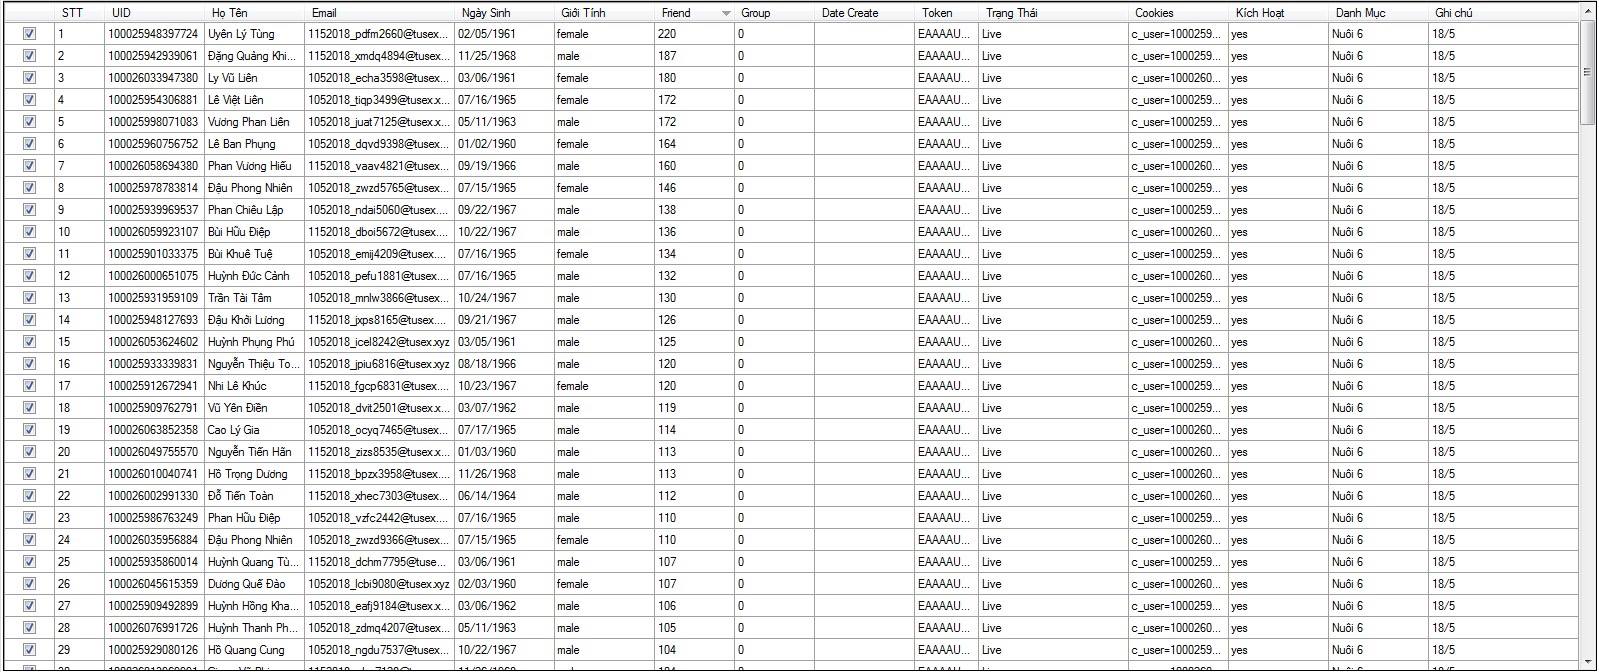 STT UID Họ Tên Email Ngày Sinh Giới Tính Friend Group Date Create Token Trạng Thái Cookies Kích Hoạt Danh Mục Ghi chú
1 100025948397724 Uyên Lý Tùng 1152018_pdfm2660@tusex... 02/05/1961 female 220 0 EAAAAU... Live c_user=1000259... yes Nuôi 6 18/5
2 100025942939061 Đặng Quảng Khi... 1152018_xmdq4894@tusex... 11/25/1968 male 187 0 EAAAAU... Live c_user=1000259... yes Nuôi 6 18/5
3 100026033947380 Ly Vũ Liên 1052018_echa3598@tusex... 03/06/1961 female 180 0 EAAAAU... Live c_user=1000260... yes Nuôi 6 18/5
4 100025954306881 Lê Việt Liên 1052018_tiqp3499@tusex.x... 07/16/1965 female 172 0 EAAAAU... Live c_user=1000259... yes Nuôi 6 18/5
5 100025998071083 Vương Phan Liên 1052018_juat7125@tusex.x... 05/11/1963 male 172 0 EAAAAU... Live c_user=1000259... yes Nuôi 6 18/5
6 100025960756752 Lê Ban Phụng 1052018_dqvd9398@tusex... 01/02/1960 female 164 0 EAAAAU... Live c_user=1000259... yes Nuôi 6 18/5
7 100026058694380 Phan Vương Hiếu 1152018_vaav4821@tusex... 09/19/1966 male 160 0 EAAAAU... Live c_user=1000260... yes Nuôi 6 18/5
8 100025978783814 Đậu Phong Nhiên 1052018_zwzd5765@tusex... 07/15/1965 female 146 0 EAAAAU... Live c_user=1000259... yes Nuôi 6 18/5
9 100025939969537 Phan Chiêu Lập 1052018_ndai5060@tusex.... 09/22/1967 male 138 0 EAAAAU... Live c_user=1000259... yes Nuôi 6 18/5
10 100026059923107 Bùi Hữu Điệp 1052018_dboi5672@tusex.... 10/22/1967 male 136 0 EAAAAU... Live c_user=1000260... yes Nuôi 6 18/5
11 100025901033375 Bùi Khuê Tuệ 1052018_emij4209@tusex.... 07/16/1965 female 134 0 EAAAAU... Live c_user=1000259... yes Nuôi 6 18/5
12 100026000651075 Huỳnh Đức Cảnh 1052018_pefu1881@tusex.... 07/16/1965 male 132 0 EAAAAU... Live c_user=1000260... yes Nuôi 6 18/5
13 100025931959109 Trần Tài Tâm 1052018_mnlw3866@tusex... 10/24/1967 male 130 0 EAAAAU... Live c_user=1000259... yes Nuôi 6 18/5
14 100025948127693 Đậu Khởi Lương 1152018_jxps8165@tusex... 09/21/1967 male 126 0 EAAAAU... Live c_user=1000259... yes Nuôi 6 18/5
15 100026053624602 Huỳnh Phụng Phú 1052018_icel8242@tusex.xyz 03/05/1961 male 125 0 EAAAAU... Live c_user=1000260... yes Nuôi 6 18/5
16 100025933339831 Nguyễn Thiệu To... 1052018_jpiu6816@tusex.xyz 08/18/1966 male 120 0 EAAAAU... Live c_user=1000259... yes Nuôi 6 18/5
17 100025912672941 Nhi Lê Khúc 1152018_fgcp6831@tusex.... 10/23/1967 female 120 0 EAAAAU... Live c_user=1000259... yes Nuôi 6 18/5
18 100025909762791 Vũ Yên Điền 1052018_dvit2501@tusex.x... 03/07/1962 male 119 0 EAAAAU... Live c_user=1000259... yes Nuôi 6 18/5
19 100026063852358 Cao Lý Gia 1052018_ocyq7465@tusex... 07/17/1965 male 114 0 EAAAAU... Live c_user=1000260... yes Nuôi 6 18/5
20 100026049755570 Nguyễn Tiến Hãn 1152018_zizs8535@tusex.x... 01/03/1960 male 113 0 EAAAAU... Live c_user=1000260... yes Nuôi 6 18/5
21 100026010040741 Hồ Trọng Dương 1152018_bpzx3958@tusex... 11/26/1968 male 113 0 EAAAAU... Live c_user=1000260... yes Nuôi 6 18/5
22 100026002991330 Đỗ Tiến Toàn 1152018_xhec7303@tusex... 06/14/1964 male 112 0 EAAAAU... Live c_user=1000260... yes Nuôi 6 18/5
23 100025986763249 Phan Hữu Điệp 1052018_vzfc2442@tusex.... 07/16/1965 male 110 0 EAAAAU... Live c_user=1000259... yes Nuôi 6 18/5
24 100026035956884 Đậu Phong Nhiên 1052018_zwzd9366@tusex... 07/15/1965 female 110 0 EAAAAU... Live c_user=1000260... yes Nuôi 6 18/5
25 100025935860014 Huỳnh Quang Tù... 1152018_dchm7795@tuse... 03/06/1961 male 107 0 EAAAAU... Live c_user=1000259... yes Nuôi 6 18/5
26 100026045615359 Dương Quế Đào 1052018_lcbi9080@tusex.xyz 02/03/1960 female 107 0 EAAAAU... Live c_user=1000260... yes Nuôi 6 18/5
27 100025909492899 Huỳnh Hồng Kha... 1052018_eafj9184@tusex.x... 03/06/1962 male 106 0 EAAAAU... Live c_user=1000259... yes Nuôi 6 18/5
28 100026076991726 Huỳnh Thanh Ph... 1052018_zdmq4207@tusex... 05/11/1963 male 105 0 EAAAAU... Live c_user=1000260... yes Nuôi 6 18/5
29 100025929080126 Hồ Quang Cung 1052018_ngdu7537@tusex... 10/22/1967 male 104 0 EAAAAU... Live c_user=1000259... yes Nuôi 6 18/5